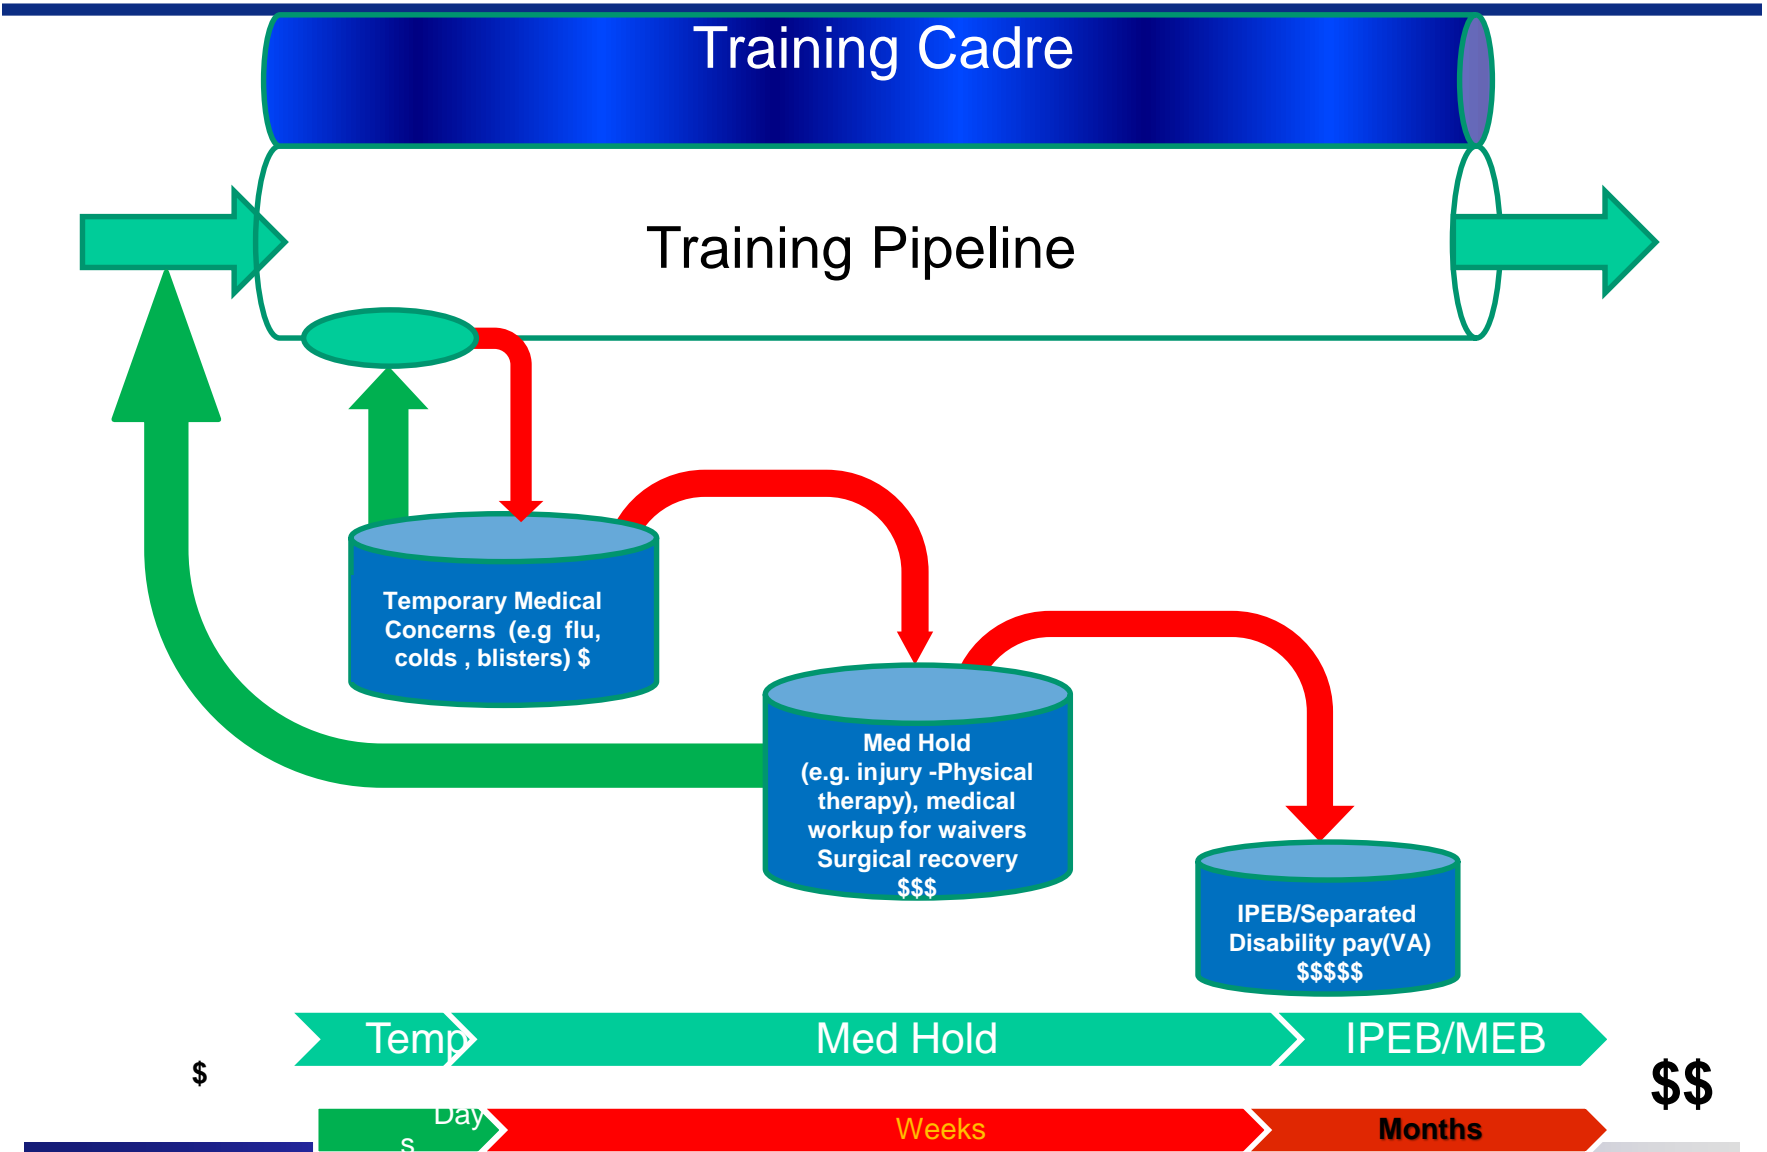 Training Cadre
Training Pipeline
Temporary Medical
Concerns (e.g flu,
colds , blisters) $
Med Hold
(e.g. injury -Physical
therapy), medical
workup for waivers
Surgical recovery
$$$
IPEB/Separated
Disability pay(VA)
$$$$$
Temp
Med Hold
IPEB/MEB
$
$$
Day
s
Weeks
Months